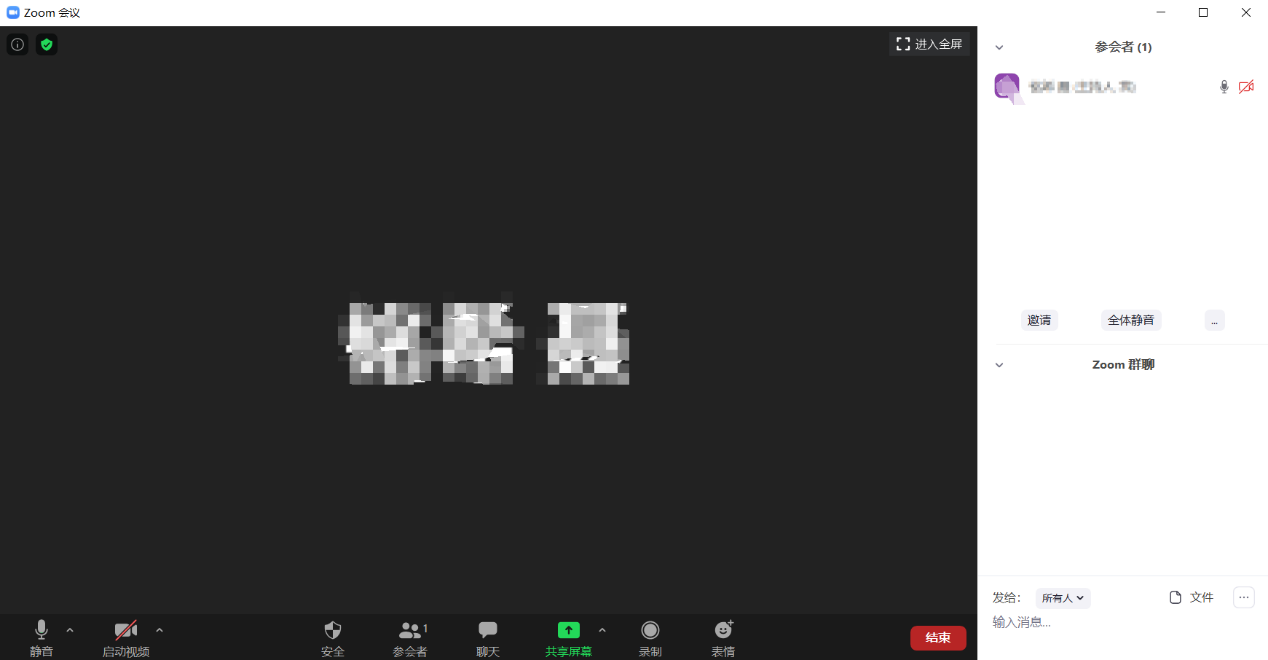 Zoom 会议
进入全屏
参会者 (1)
邀请 全体静音 ...
Zoom 群聊
发给： 所有人 文件 ...
输入消息...
静音 启动视频 安全 参会者 1 聊天 共享屏幕 录制 表情 结束